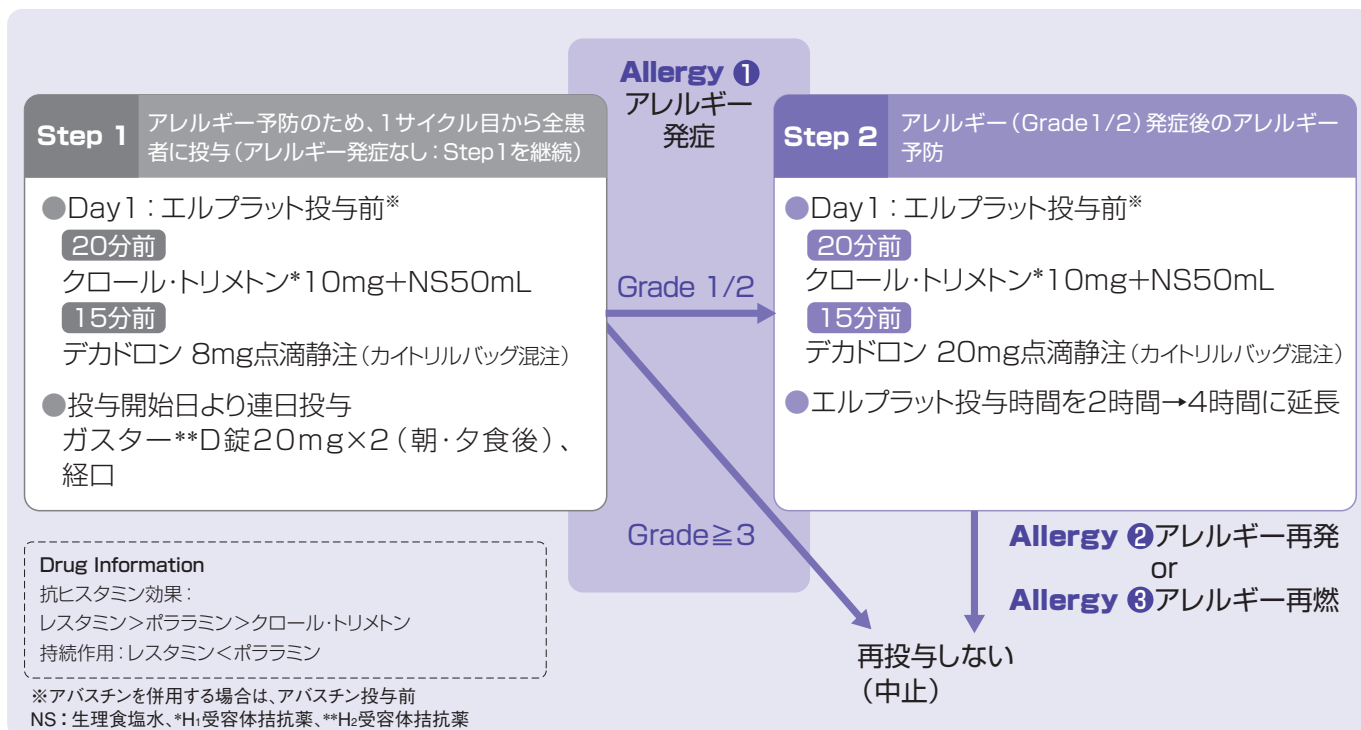 Allergy ❶
アレルギー
発症
Step 1
アレルギー予防のため、1サイクル目から全患
者に投与(アレルギー発症なし:Step1を継続)
●Day1:エルプラット投与前※
20分前
クロール・トリメトン*10mg+NS50mL
15分前
デカドロン 8mg点滴静注(カイトリルバッグ混注)
●投与開始日より連日投与
ガスター**D錠20mg×2(朝・夕食後)、
経口
Grade 1/2
Grade≧3
Step 2
アレルギー(Grade1/2)発症後のアレルギー
予防
●Day1:エルプラット投与前※
20分前
クロール・トリメトン*10mg+NS50mL
15分前
デカドロン 20mg点滴静注(カイトリルバッグ混注)
●エルプラット投与時間を2時間→4時間に延長
Allergy ❷アレルギー再発
or
Allergy ❸アレルギー再燃
再投与しない
(中止)
Drug Information
抗ヒスタミン効果:
レスタミン>ポララミン>クロール・トリメトン
持続作用:レスタミン<ポララミン
※アバスチンを併用する場合は、アバスチン投与前
NS:生理食塩水、*H₁受容体拮抗薬、**H₂受容体拮抗薬